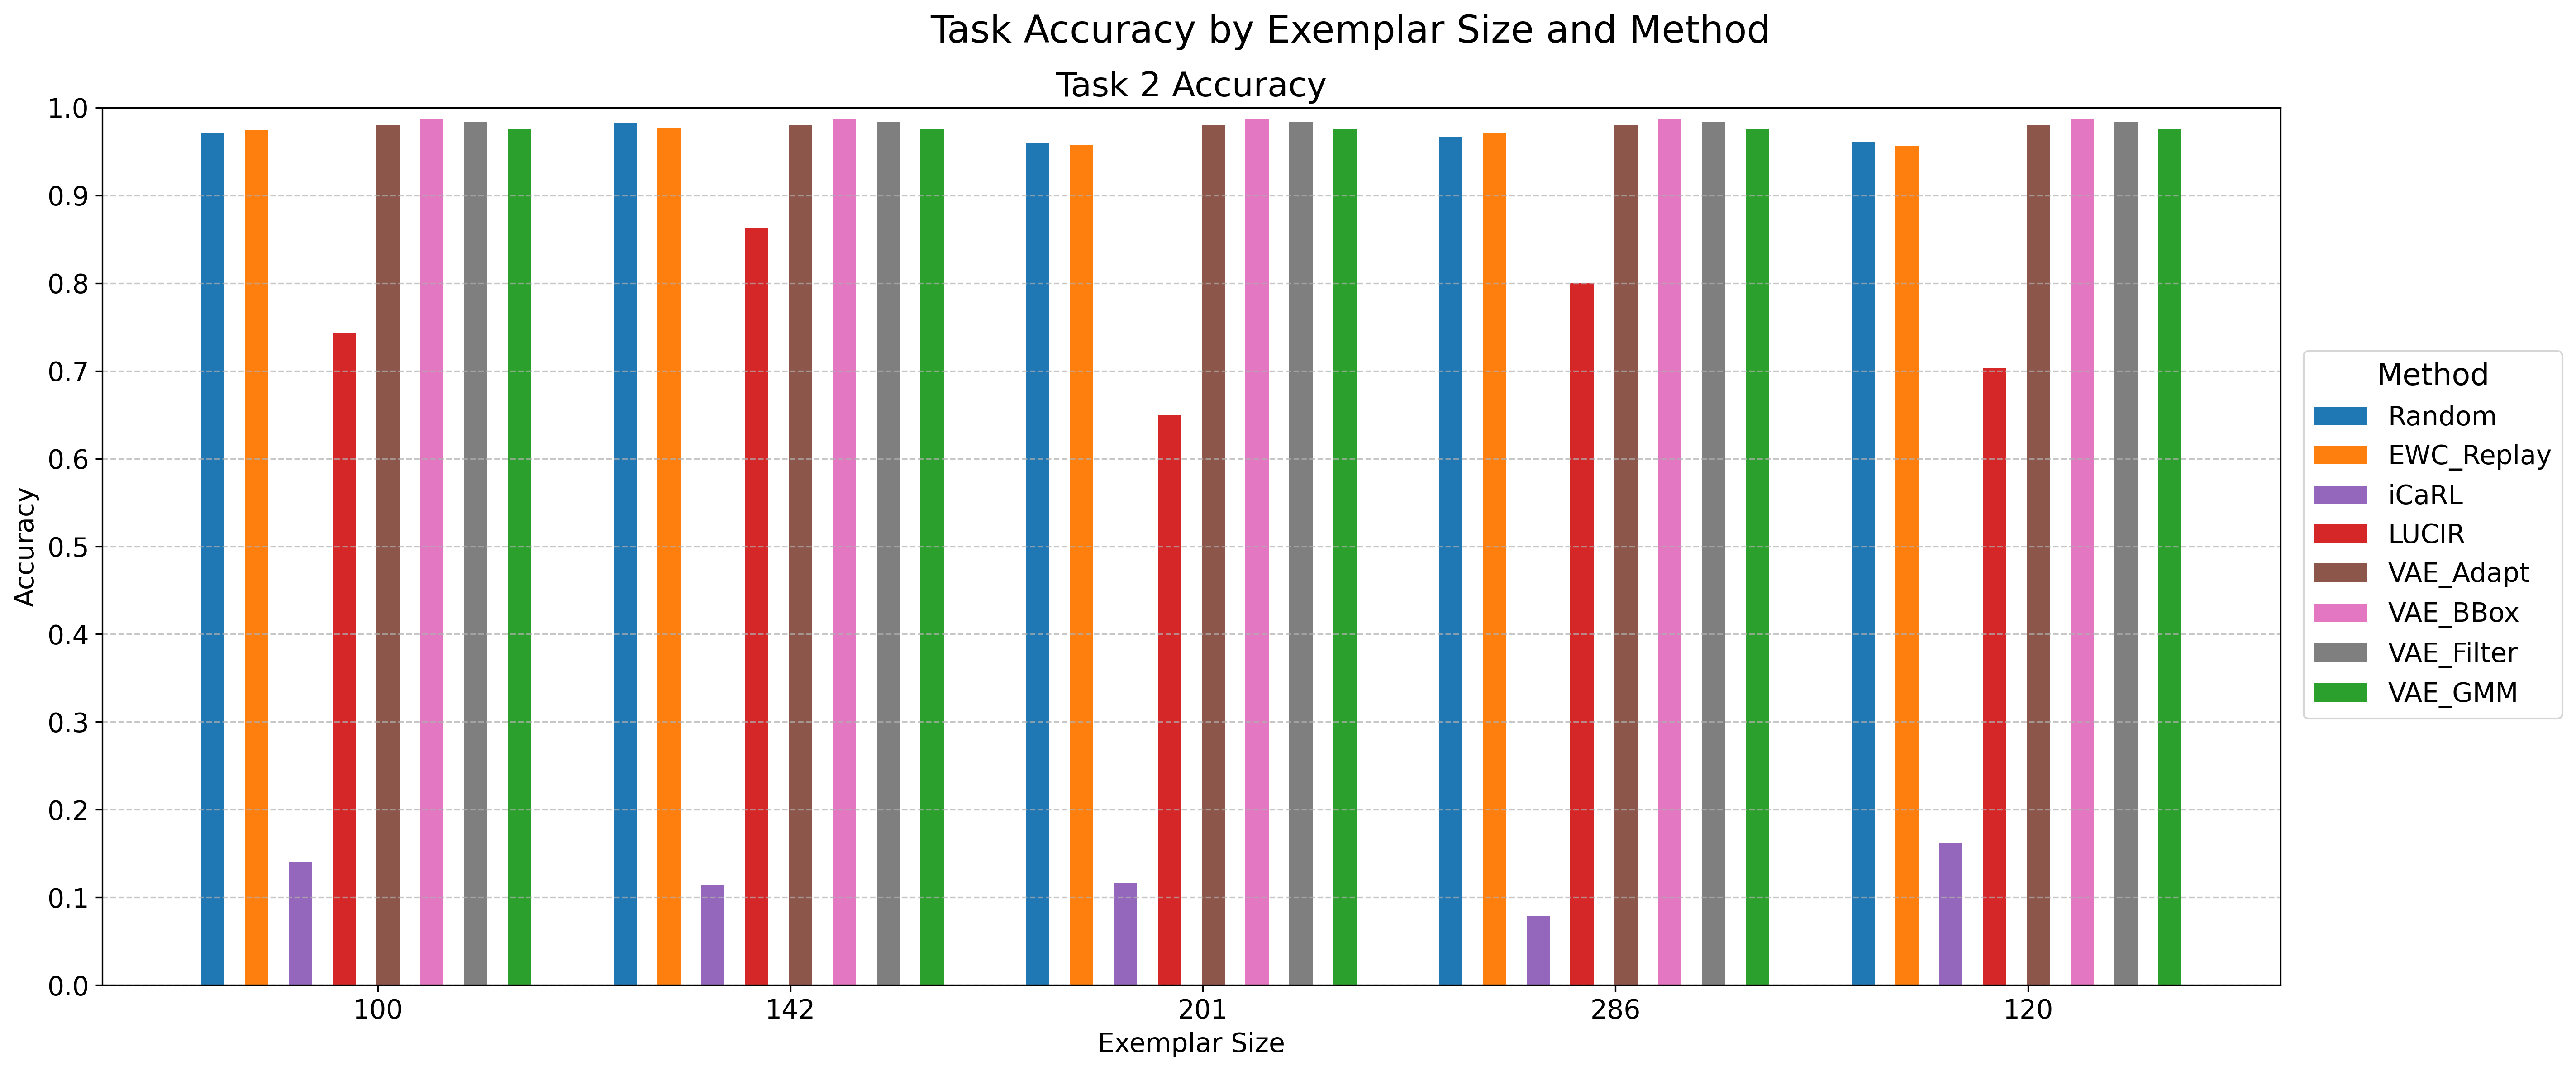 Task Accuracy by Exemplar Size and Method
Task 2 Accuracy
1.0
0.9
0.8
0.7
0.6
0.5
0.4
0.3
0.2
0.1
0.0
Accuracy
100 142 201 286 120
Exemplar Size
Method
Random
EWC_Replay
iCaRL
LUCIR
VAE_Adapt
VAE_BBox
VAE_Filter
VAE_GMM